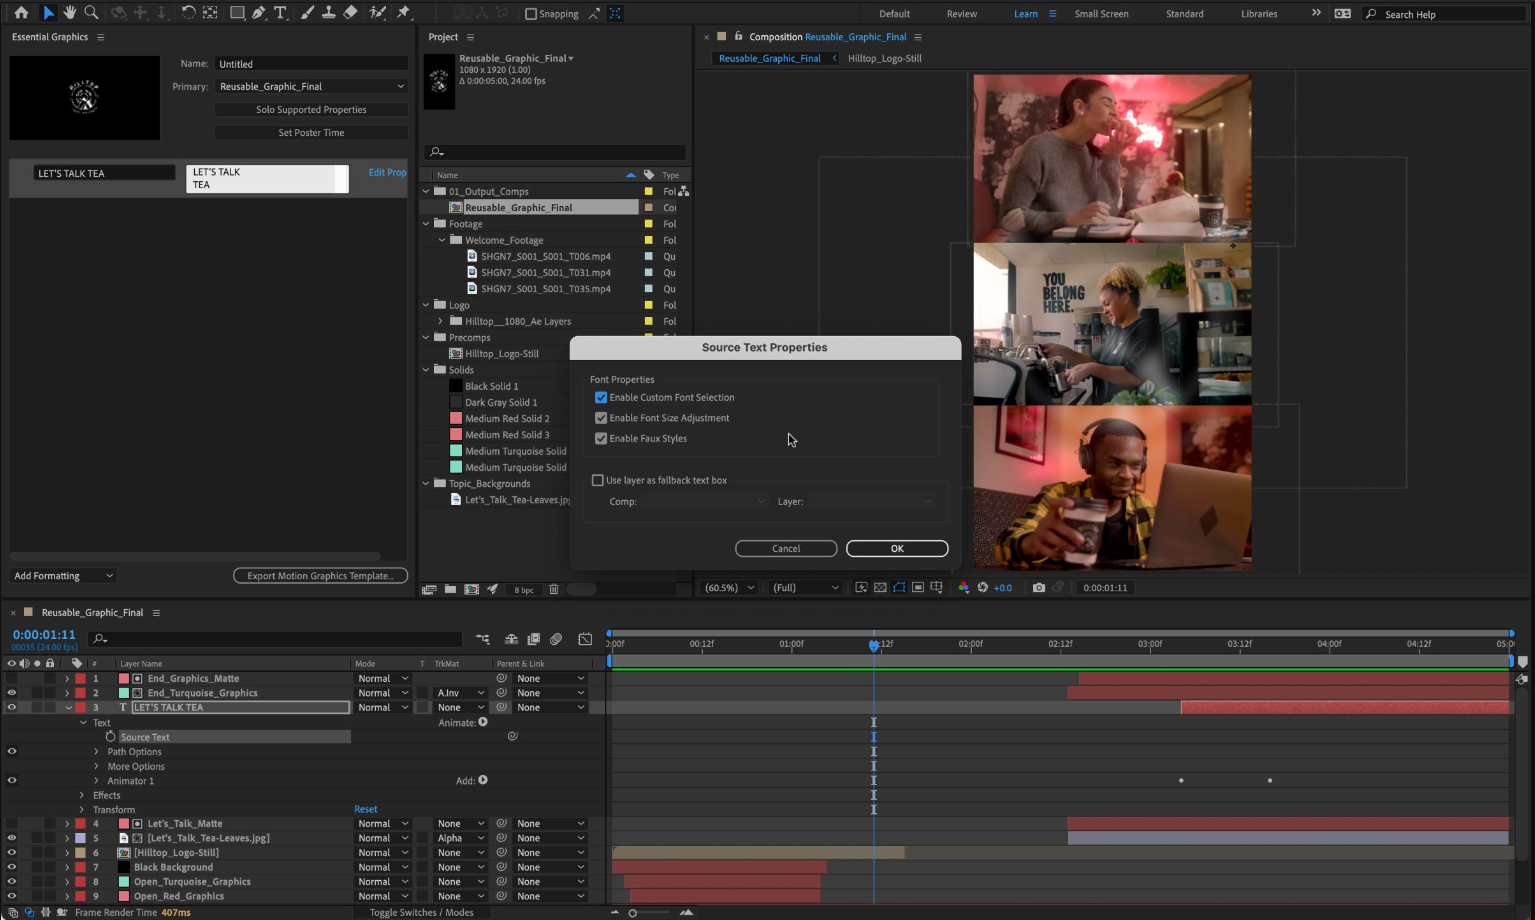 Snapping
Default
Review
Learn
Small Screen
Standard
Libraries
Search Help
Essential Graphics
Name:
Untitled
Primary:
Reusable_Graphic_Final
Solo Supported Properties
Set Poster Time
LET'S TALK TEA
LET'S TALK
TEA
Edit Prop
Add Formatting
Export Motion Graphics Template...
Project
Reusable_Graphic_Final
1080 x 1920 (1.00)
Δ 0:00:05:00, 24.00 fps
Name
Type
01_Output_Comps
Fol
Reusable_Graphic_Final
Co
Footage
Fol
Welcome_Footage
Fol
SHGN7_S001_S001_T006.mp4
Qu
SHGN7_S001_S001_T031.mp4
Qu
SHGN7_S001_S001_T035.mp4
Qu
Logo
Fol
Hilltop__1080_Ae Layers
Fol
Precomps
Fol
Hilltop_Logo-Still
Solids
Black Solid 1
Dark Gray Solid 1
Medium Red Solid 2
Medium Red Solid 3
Medium Turquoise Solid
Medium Turquoise Solid
Topic_Backgrounds
Let's_Talk_Tea-Leaves.jp
8 bpc
Composition Reusable_Graphic_Final
Reusable_Graphic_Final
Hilltop_Logo-Still
YOU
BELONG
HERE.
(60.5%)
(Full)
+0.0
0:00:01:11
Source Text Properties
Font Properties
Enable Custom Font Selection
Enable Font Size Adjustment
Enable Faux Styles
Use layer as fallback text box
Comp:
Layer:
Cancel
OK
Reusable_Graphic_Final
0:00:01:11
00035 (24.00 fps)
:00f
00:12f
01:00f
12f
02:00f
02:12f
03:00f
03:12f
04:00f
04:12f
05:0
#
Layer Name
Mode
T
TrkMat
Parent & Link
1
End_Graphics_Matte
Normal
None
2
End_Turquoise_Graphics
Normal
A.Inv
None
3
T
LET'S TALK TEA
Normal
None
None
Text
Animate:
Source Text
Path Options
More Options
Animator 1
Add:
Effects
Transform
Reset
4
Let's_Talk_Matte
Normal
None
None
5
[Let's_Talk_Tea-Leaves.jpg]
Normal
Alpha
None
6
[Hilltop_Logo-Still]
Normal
None
None
7
Black Background
Normal
None
None
8
Open_Turquoise_Graphics
Normal
None
None
9
Open_Red_Graphics
Normal
None
None
Frame Render Time 407ms
Toggle Switches / Modes